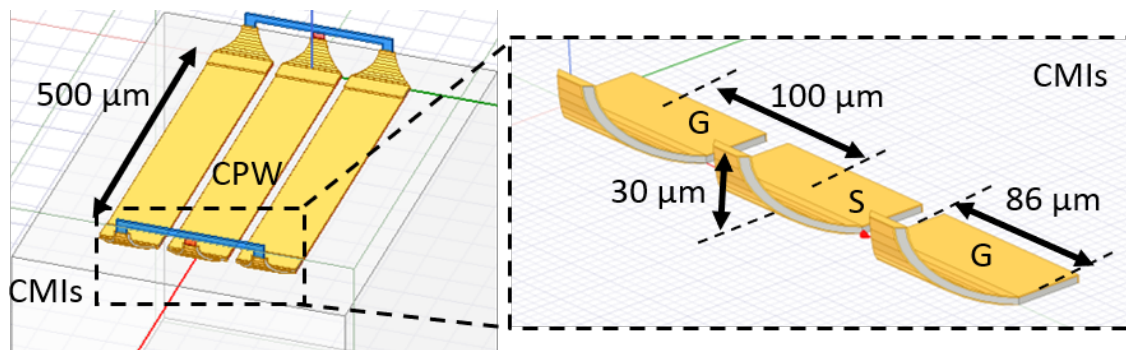 500 μm
CPW
CMIs
CMIs
100 μm
G
30 μm
S
86 μm
G